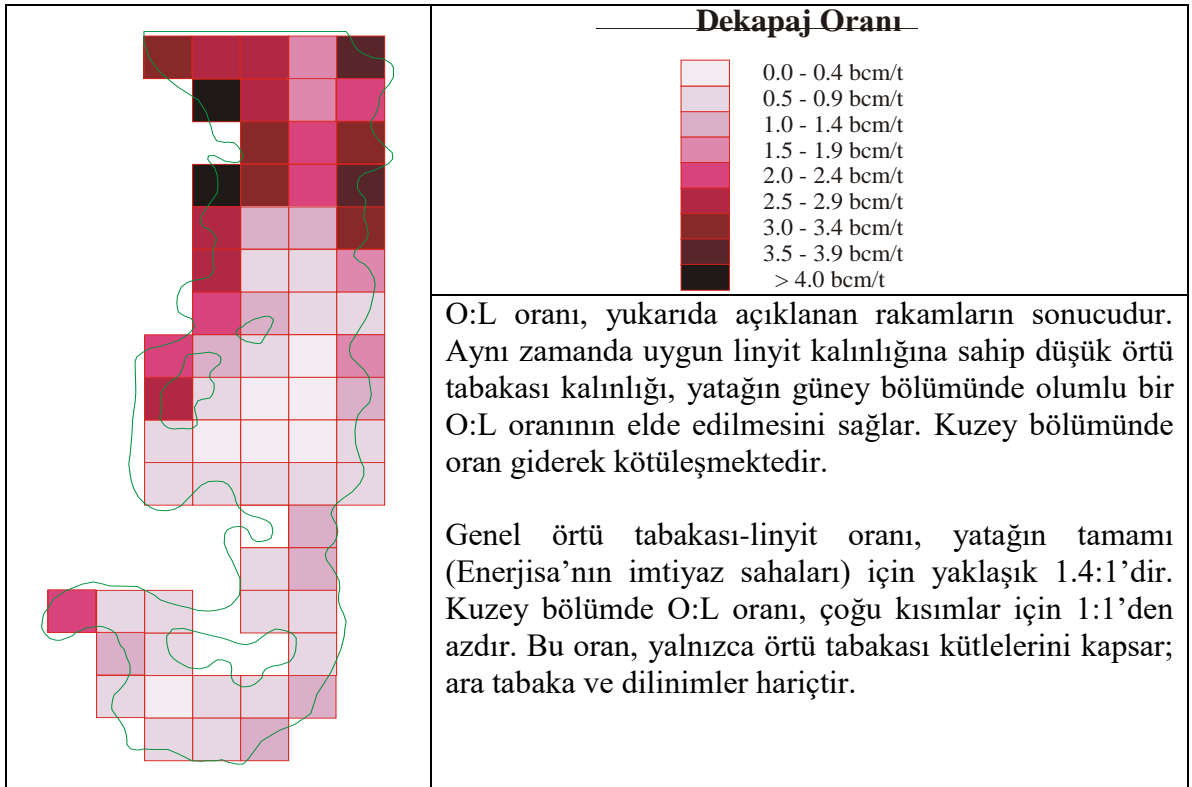 Dekapaj Oranı
0.0 - 0.4 bcm/t
0.5 - 0.9 bcm/t
1.0 - 1.4 bcm/t
1.5 - 1.9 bcm/t
2.0 - 2.4 bcm/t
2.5 - 2.9 bcm/t
3.0 - 3.4 bcm/t
3.5 - 3.9 bcm/t
> 4.0 bcm/t
O:L oranı, yukarıda açıklanan rakamların sonucudur.
Aynı zamanda uygun linyit kalınlığına sahip düşük örtü
tabakası kalınlığı, yatağın güney bölümünde olumlu bir
O:L oranının elde edilmesini sağlar. Kuzey bölümünde
oran giderek kötüleşmektedir.
Genel örtü tabakası-linyit oranı, yatağın tamamı
(Enerjisa’nın imtiyaz sahaları) için yaklaşık 1.4:1’dir.
Kuzey bölümde O:L oranı, çoğu kısımlar için 1:1’den
azdır. Bu oran, yalnızca örtü tabakası kütlelerini kapsar;
ara tabaka ve dilinimler hariçtir.